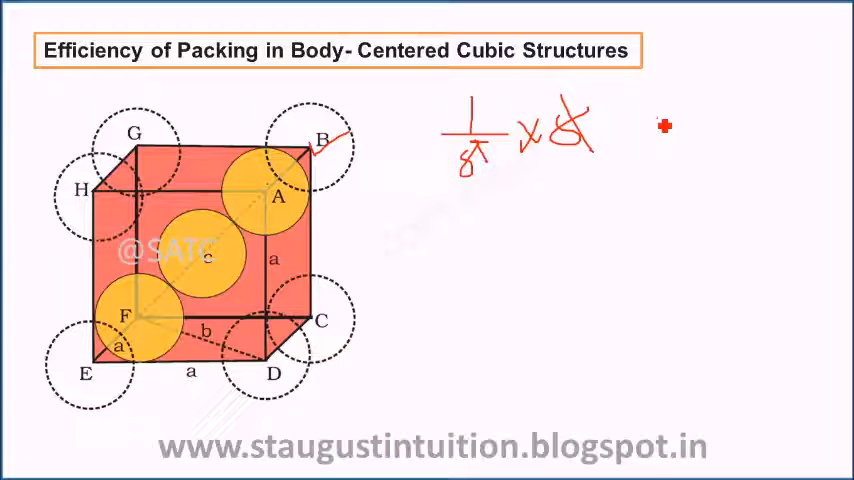 Efficiency of Packing in Body- Centered Cubic Structures
1/8 × 8
G
B
H
A
@SATC
c
a
F
b
C
a
E
a
D
www.staugustintuition.blogspot.in